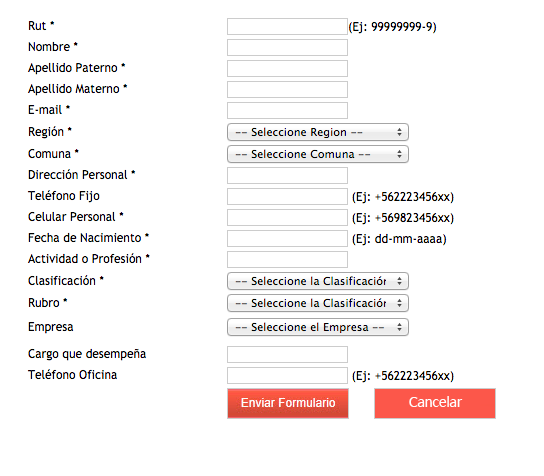 Rut * (Ej: 99999999-9)
Nombre *
Apellido Paterno *
Apellido Materno *
E-mail *
Región * -- Seleccione Region --
Comuna * -- Seleccione Comuna --
Dirección Personal *
Teléfono Fijo (Ej: +562223456xx)
Celular Personal * (Ej: +569823456xx)
Fecha de Nacimiento * (Ej: dd-mm-aaaa)
Actividad o Profesión *
Clasificación * -- Seleccione la Clasificación
Rubro * -- Seleccione la Clasificación
Empresa -- Seleccione el Empresa --
Cargo que desempeña
Teléfono Oficina (Ej: +562223456xx)
Enviar Formulario Cancelar